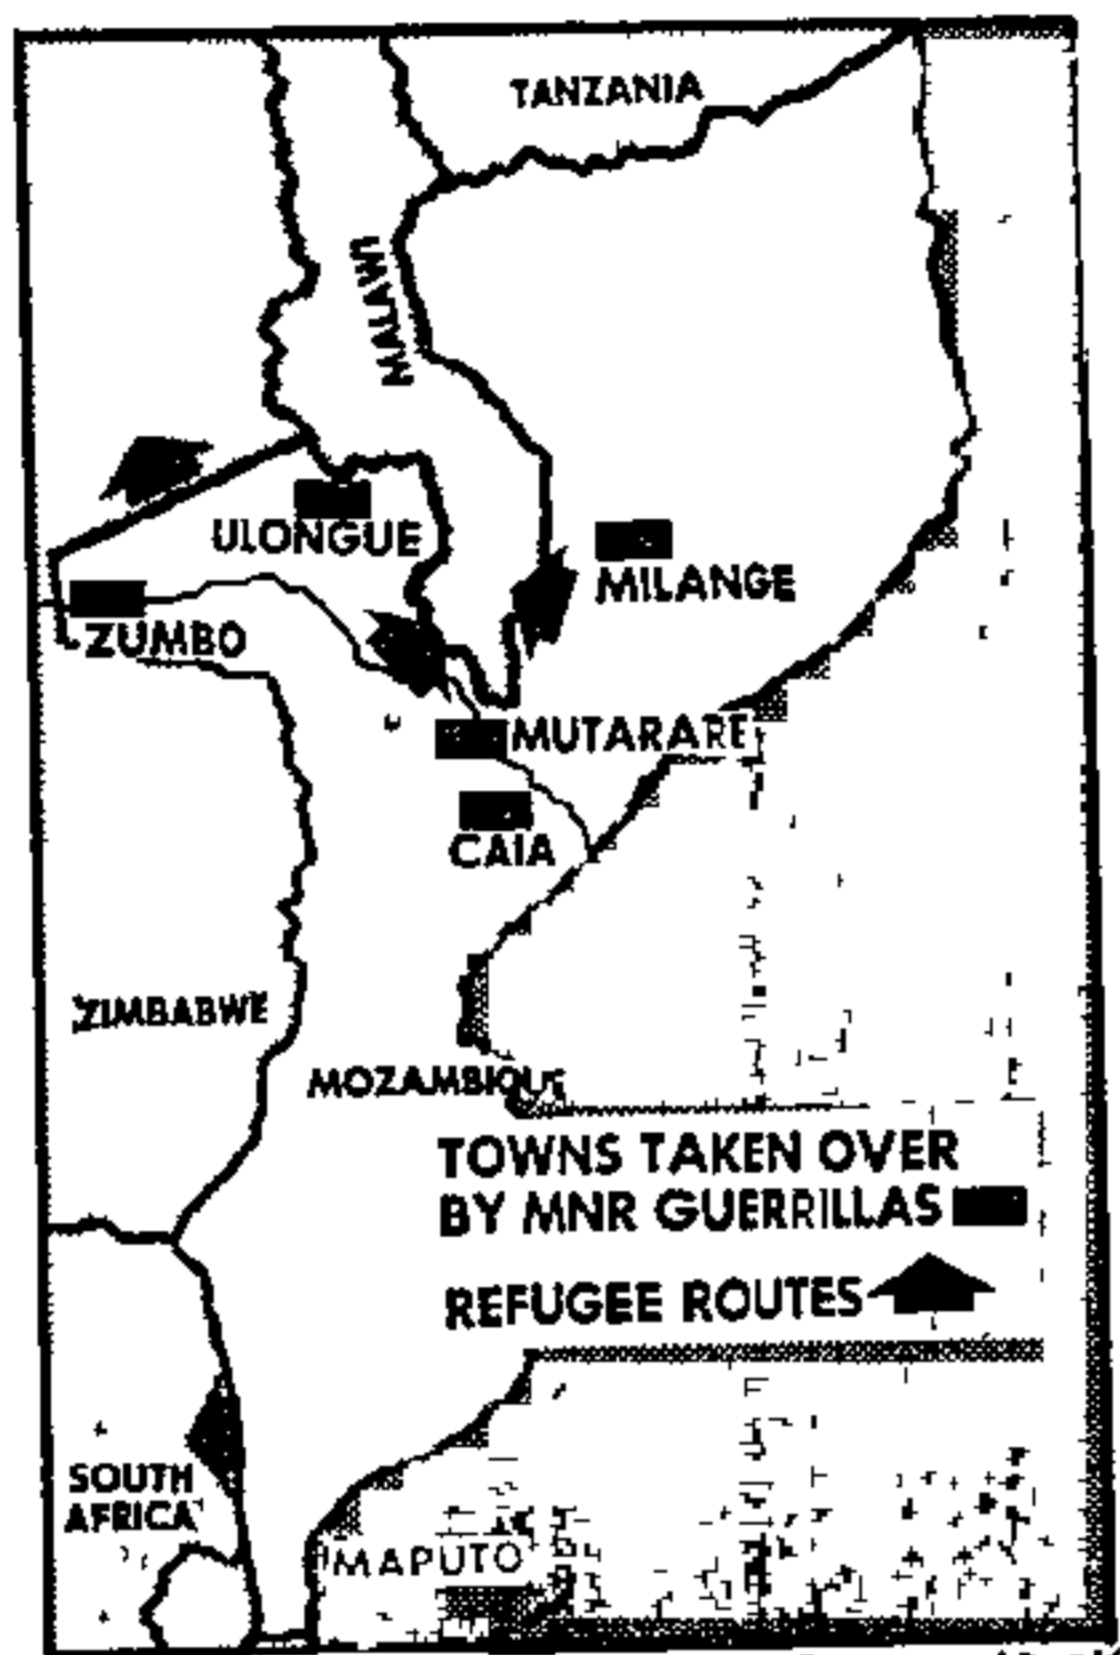 TANZANIA
MALAWI
ULONGUE
MILANGE
ZUMBO
MUTARARE
CAIA
ZIMBABWE
MOZAMBIQUE
TOWNS TAKEN OVER
BY MNR GUERRILLAS
REFUGEE ROUTES
SOUTH
AFRICA
MAPUTO